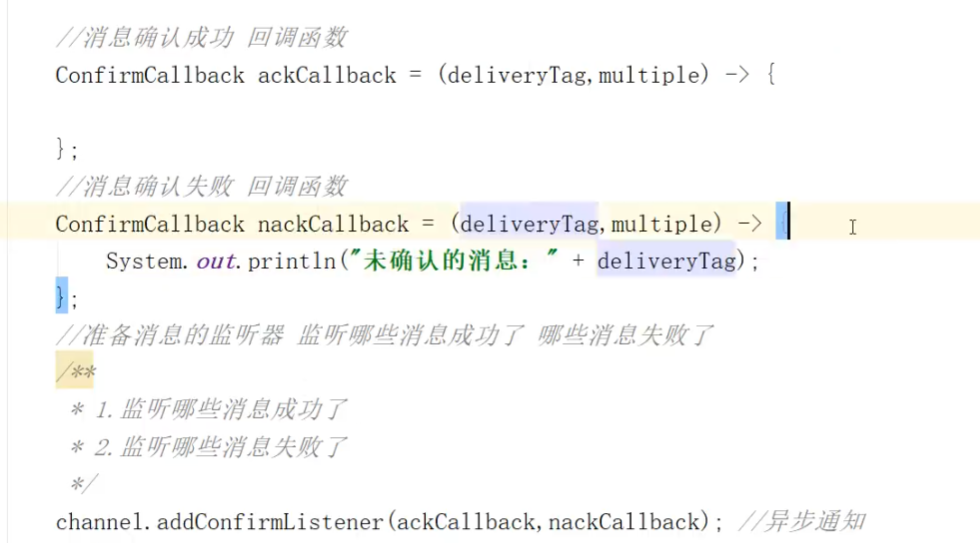 //消息确认成功 回调函数
ConfirmCallback ackCallback = (deliveryTag,multiple) -> {
};
//消息确认失败 回调函数
ConfirmCallback nackCallback = (deliveryTag,multiple) -> {
System.out.println("未确认的消息：" + deliveryTag);
};
//准备消息的监听器 监听哪些消息成功了 哪些消息失败了
/**
* 1.监听哪些消息成功了
* 2.监听哪些消息失败了
*/
channel.addConfirmListener(ackCallback,nackCallback); //异步通知